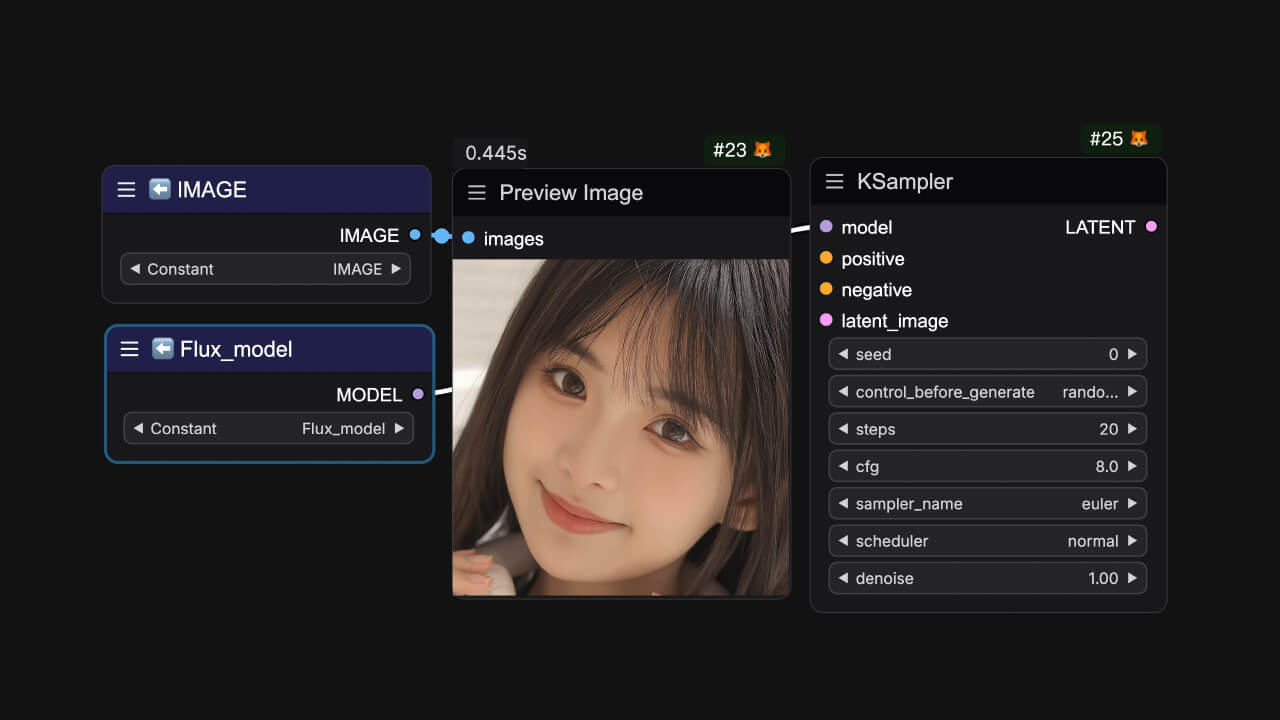 ⬅️ IMAGE
IMAGE
Constant IMAGE
⬅️ Flux_model
MODEL
Constant Flux_model
0.445s
#23 🦊
Preview Image
images
#25 🦊
KSampler
model LATENT
positive
negative
latent_image
seed 0
control_before_generate rando...
steps 20
cfg 8.0
sampler_name euler
scheduler normal
denoise 1.00